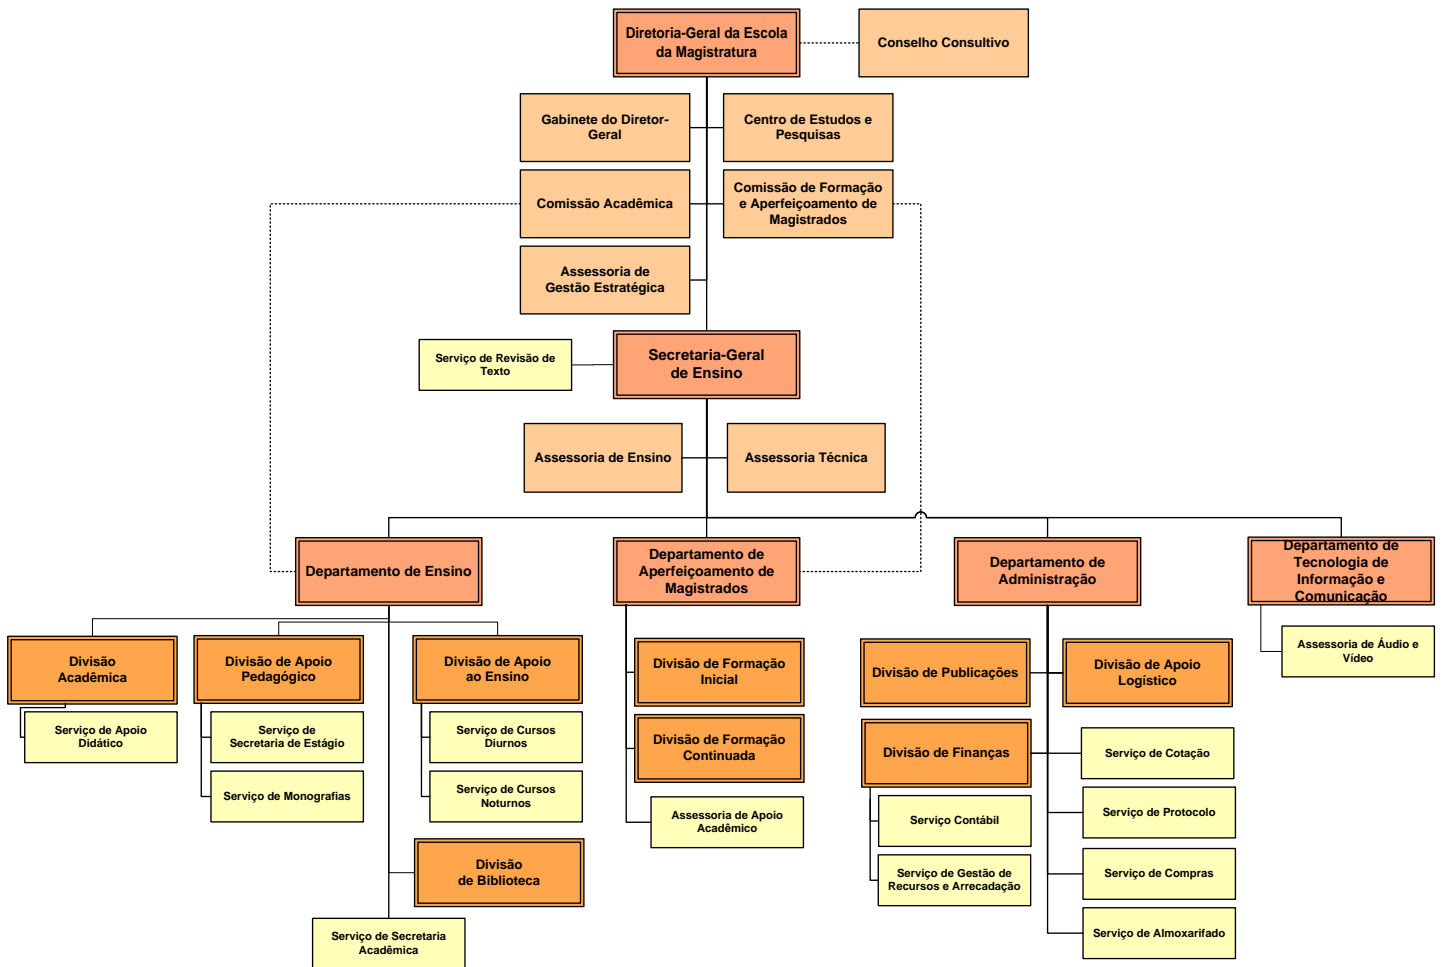 Diretoria-Geral da Escola
da Magistratura
Conselho Consultivo
Gabinete do Diretor-
Geral
Centro de Estudos e
Pesquisas
Comissão Acadêmica
Comissão de Formação
e Aperfeiçoamento de
Magistrados
Assessoria de
Gestão Estratégica
Serviço de Revisão de
Texto
Secretaria-Geral
de Ensino
Assessoria de Ensino
Assessoria Técnica
Departamento de Ensino
Departamento de
Aperfeiçoamento de
Magistrados
Departamento de
Administração
Departamento de
Tecnologia de
Informação e
Comunicação
Divisão
Acadêmica
Divisão de Apoio
Pedagógico
Divisão de Apoio
ao Ensino
Divisão de Formação
Inicial
Divisão de Publicações
Divisão de Apoio
Logístico
Assessoria de Áudio e
Vídeo
Serviço de Apoio
Didático
Serviço de
Secretaria de Estágio
Serviço de Cursos
Diurnos
Divisão de Formação
Continuada
Divisão de Finanças
Serviço de Cotação
Serviço de Monografias
Serviço de Cursos
Noturnos
Assessoria de Apoio
Acadêmico
Serviço Contábil
Serviço de Protocolo
Divisão
de Biblioteca
Serviço de Gestão de
Recursos e Arrecadação
Serviço de Compras
Serviço de Secretaria
Acadêmica
Serviço de Almoxarifado